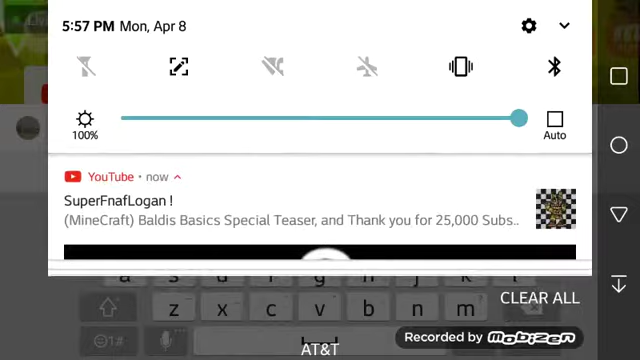 5:57 PM Mon, Apr 8
100%
Auto
YouTube • now
SuperFnafLogan !
(MineCraft) Baldis Basics Special Teaser, and Thank you for 25,000 Subs..
a s d f g h j k l
z x c v b n m
CLEAR ALL
!#1
Recorded by mobizen
AT&T